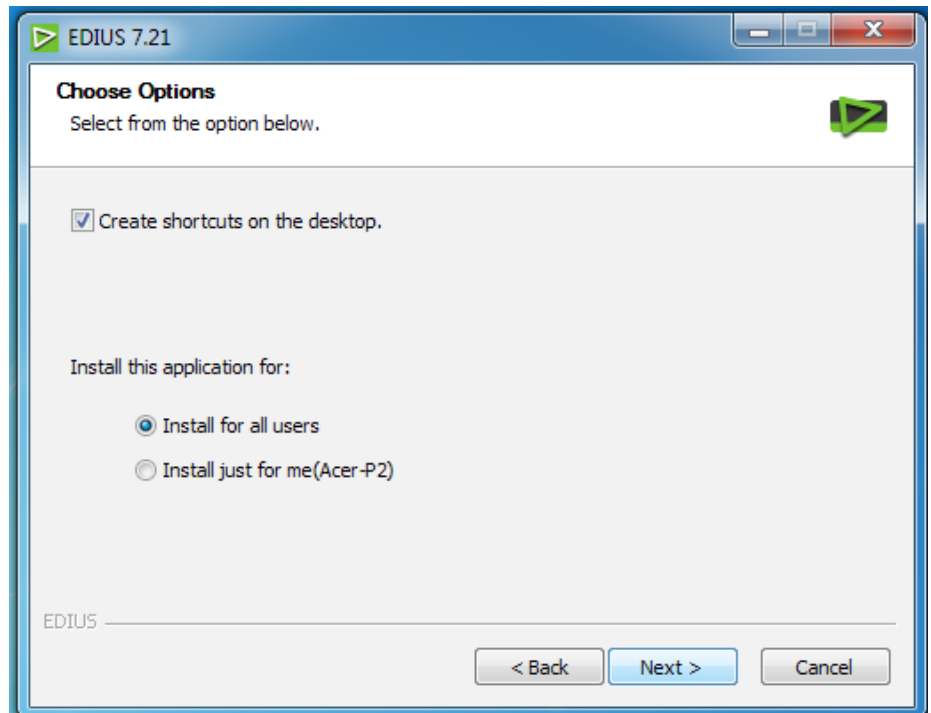 EDIUS 7.21
Choose Options
Select from the option below.
Create shortcuts on the desktop.
Install this application for:
Install for all users
Install just for me(Acer-P2)
EDIUS
< Back Next > Cancel